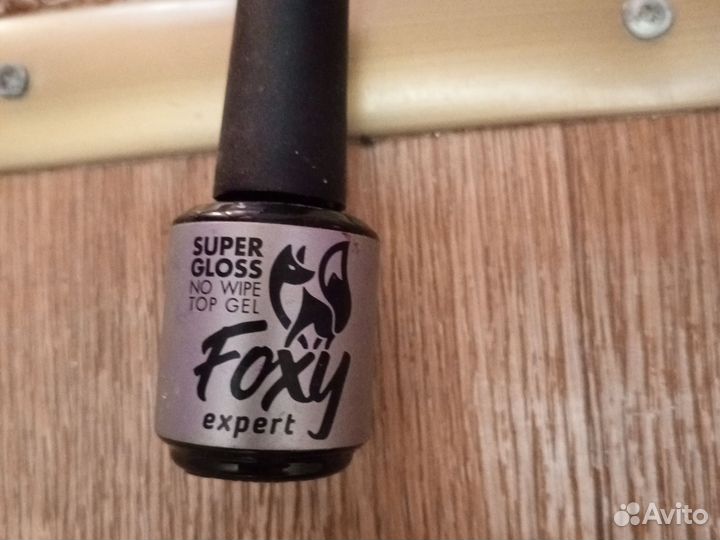 SUPER
GLOSS
NO WIPE
TOP GEL
Foxy
expert
Avito